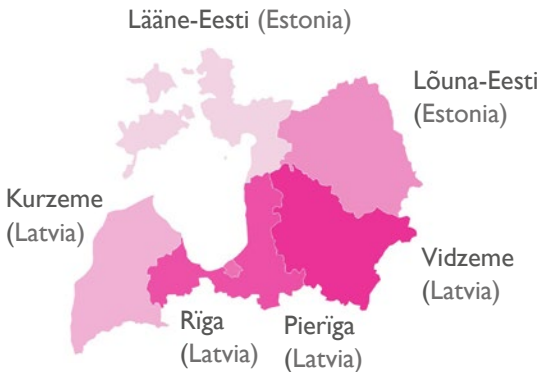 Lääne-Eesti (Estonia)
Lõuna-Eesti
(Estonia)
Kurzeme
(Latvia)
Vidzeme
(Latvia)
Rïga
(Latvia)
Pierïga
(Latvia)